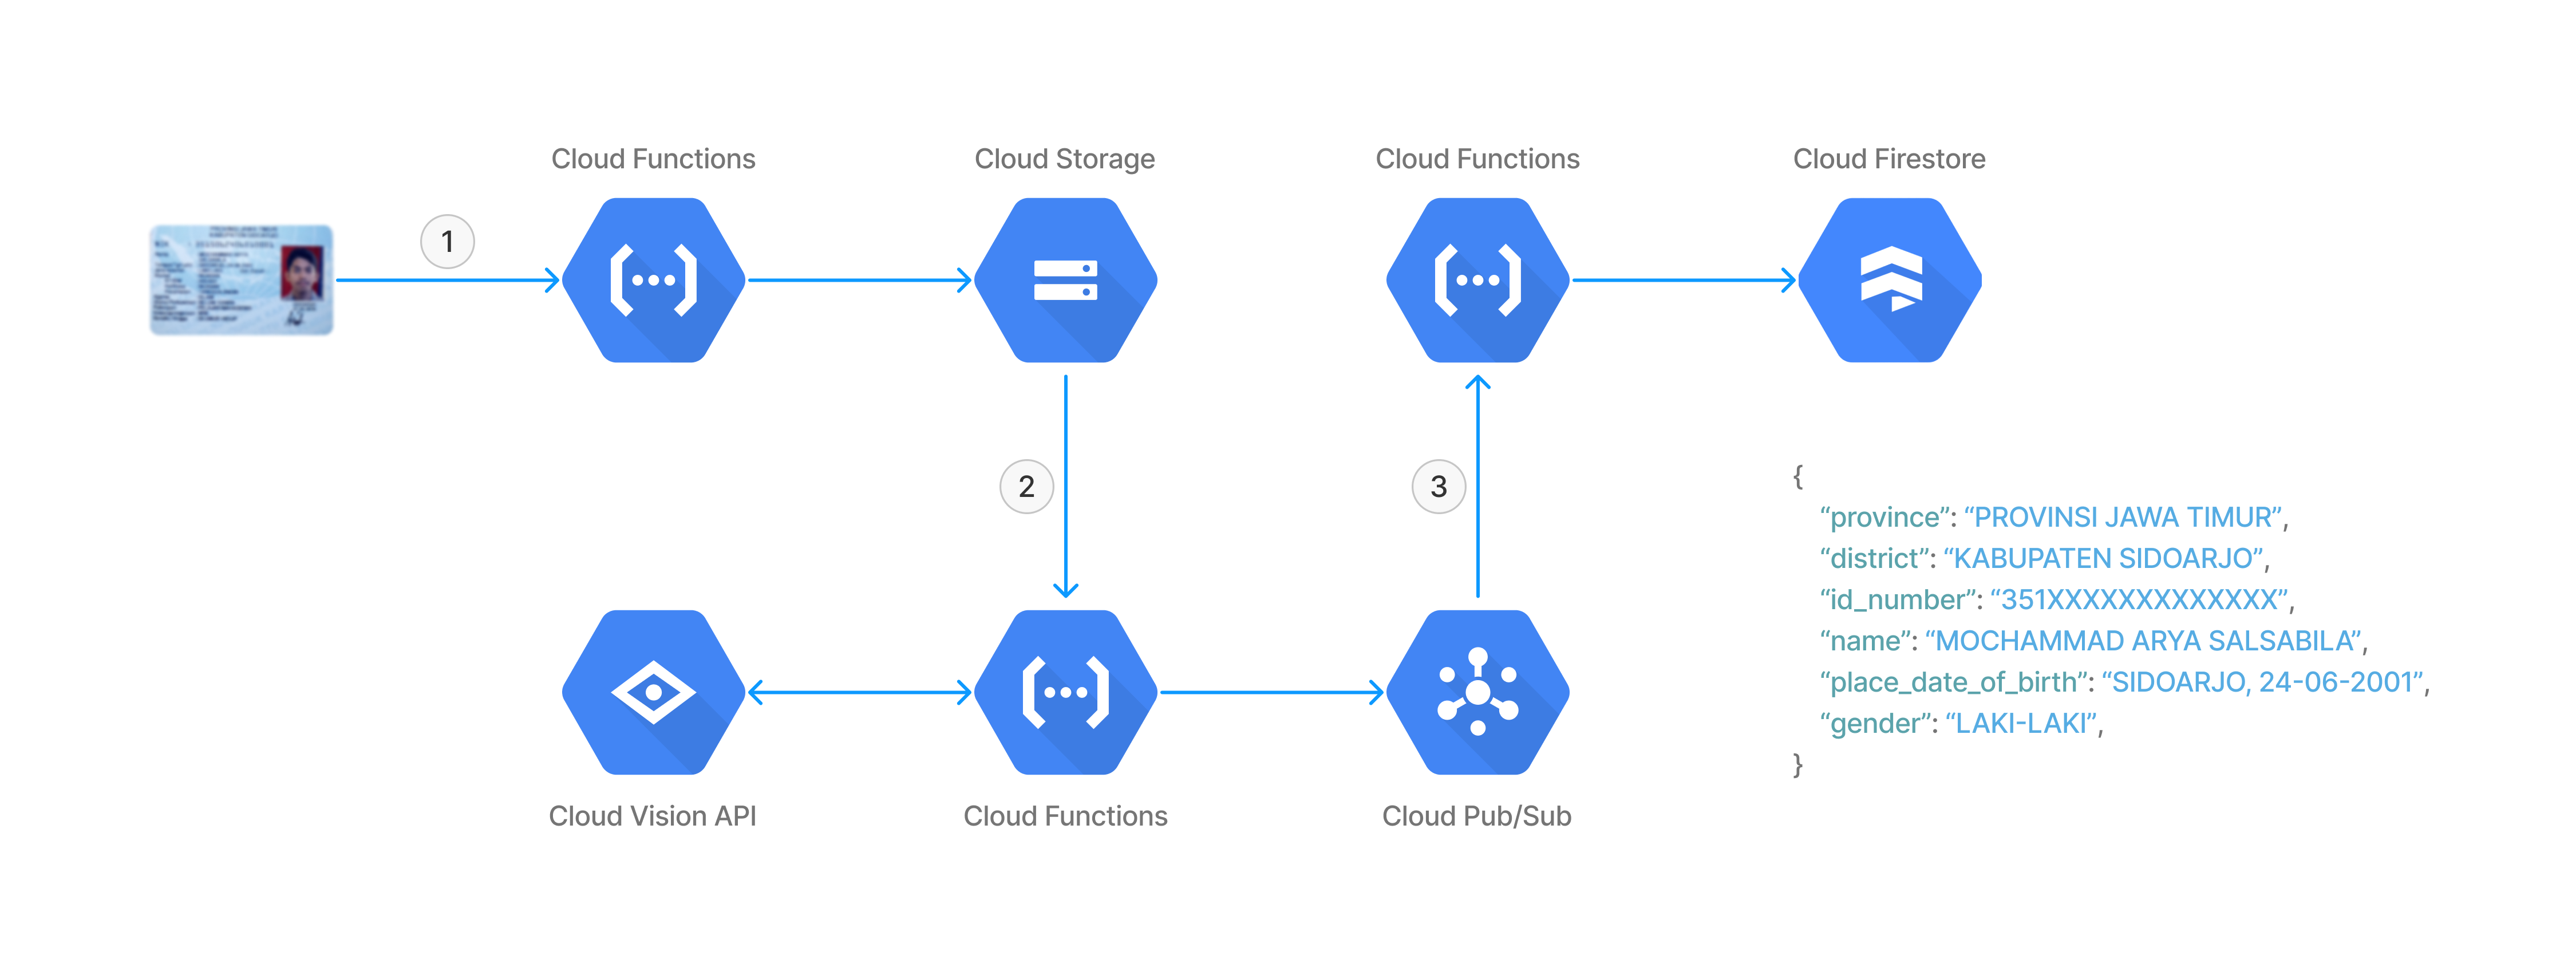 Cloud Functions
Cloud Storage
Cloud Functions
Cloud Firestore
1
2
3
Cloud Vision API
Cloud Functions
Cloud Pub/Sub
{
“province”: “PROVINSI JAWA TIMUR”,
“district”: “KABUPATEN SIDOARJO”,
“id_number”: “351XXXXXXXXXXXXX”,
“name”: “MOCHAMMAD ARYA SALSABILA”,
“place_date_of_birth”: “SIDOARJO, 24-06-2001”,
“gender”: “LAKI-LAKI”,
}